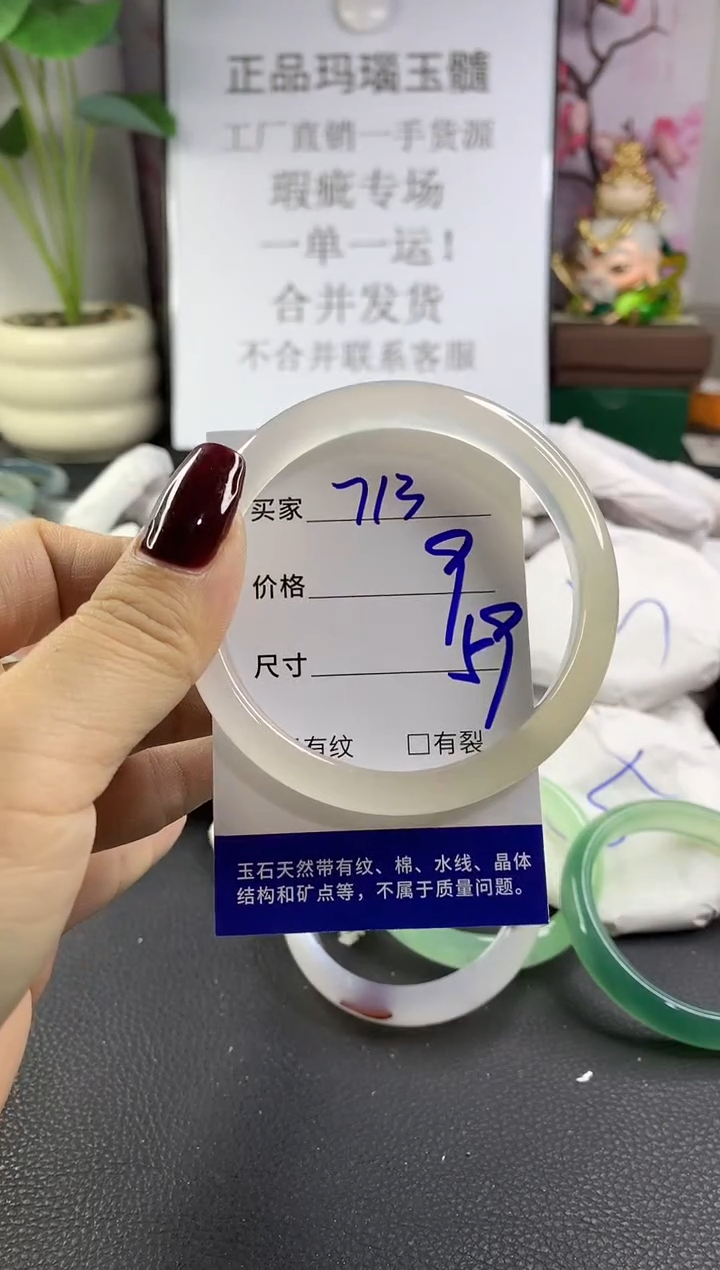 正品玛瑙玉髓
工厂直销一手货源
瑕疵专场
一单一运！
合并发货
不合并联系客服
买家 713
价格 9
尺寸 59
有纹 □有裂
玉石天然带有纹、棉、水线、晶体
结构和矿点等，不属于质量问题。